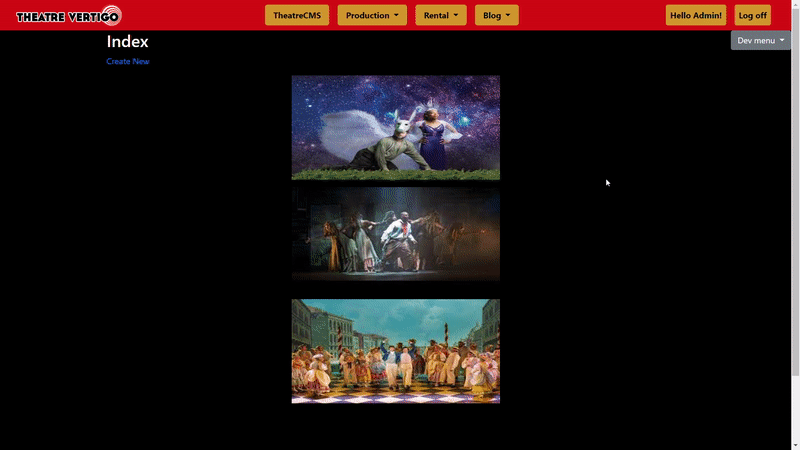 THEATRE VERTIGO
TheatreCMS
Production
Rental
Blog
Hello Admin!
Log off
Index
Dev menu
Create New